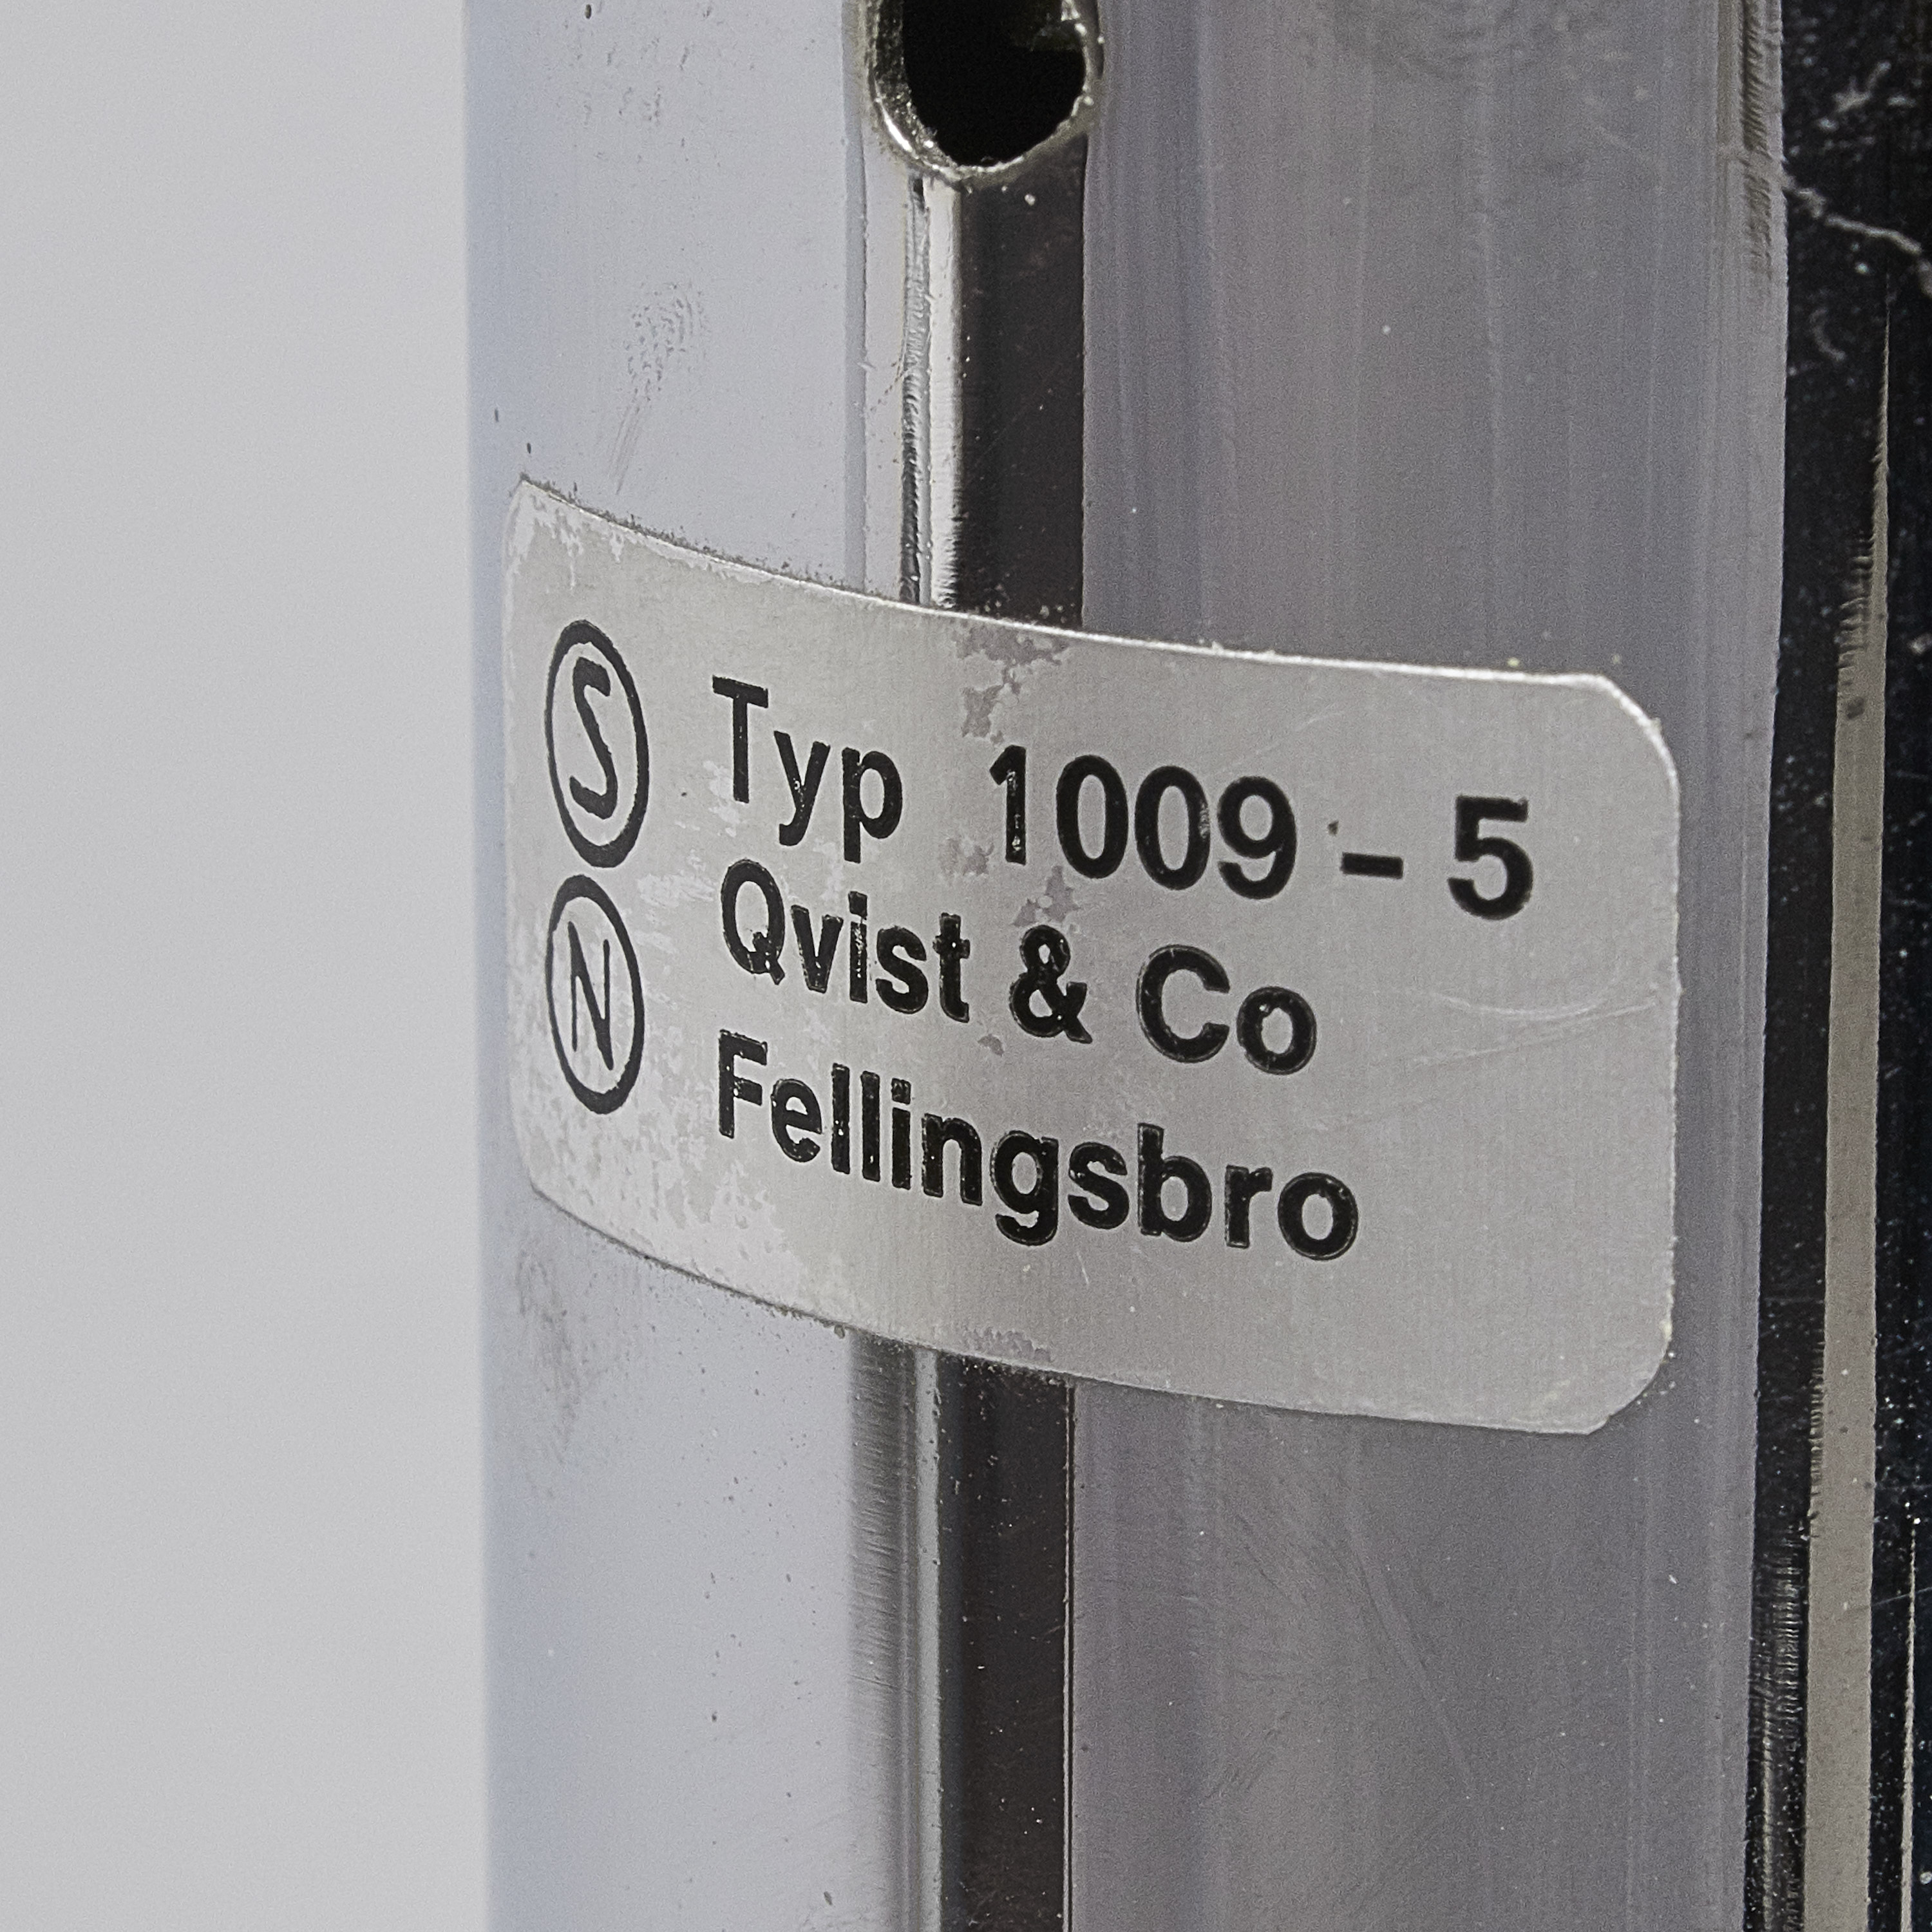 S Typ 1009 - 5
N Qvist & Co
Fellingsbro